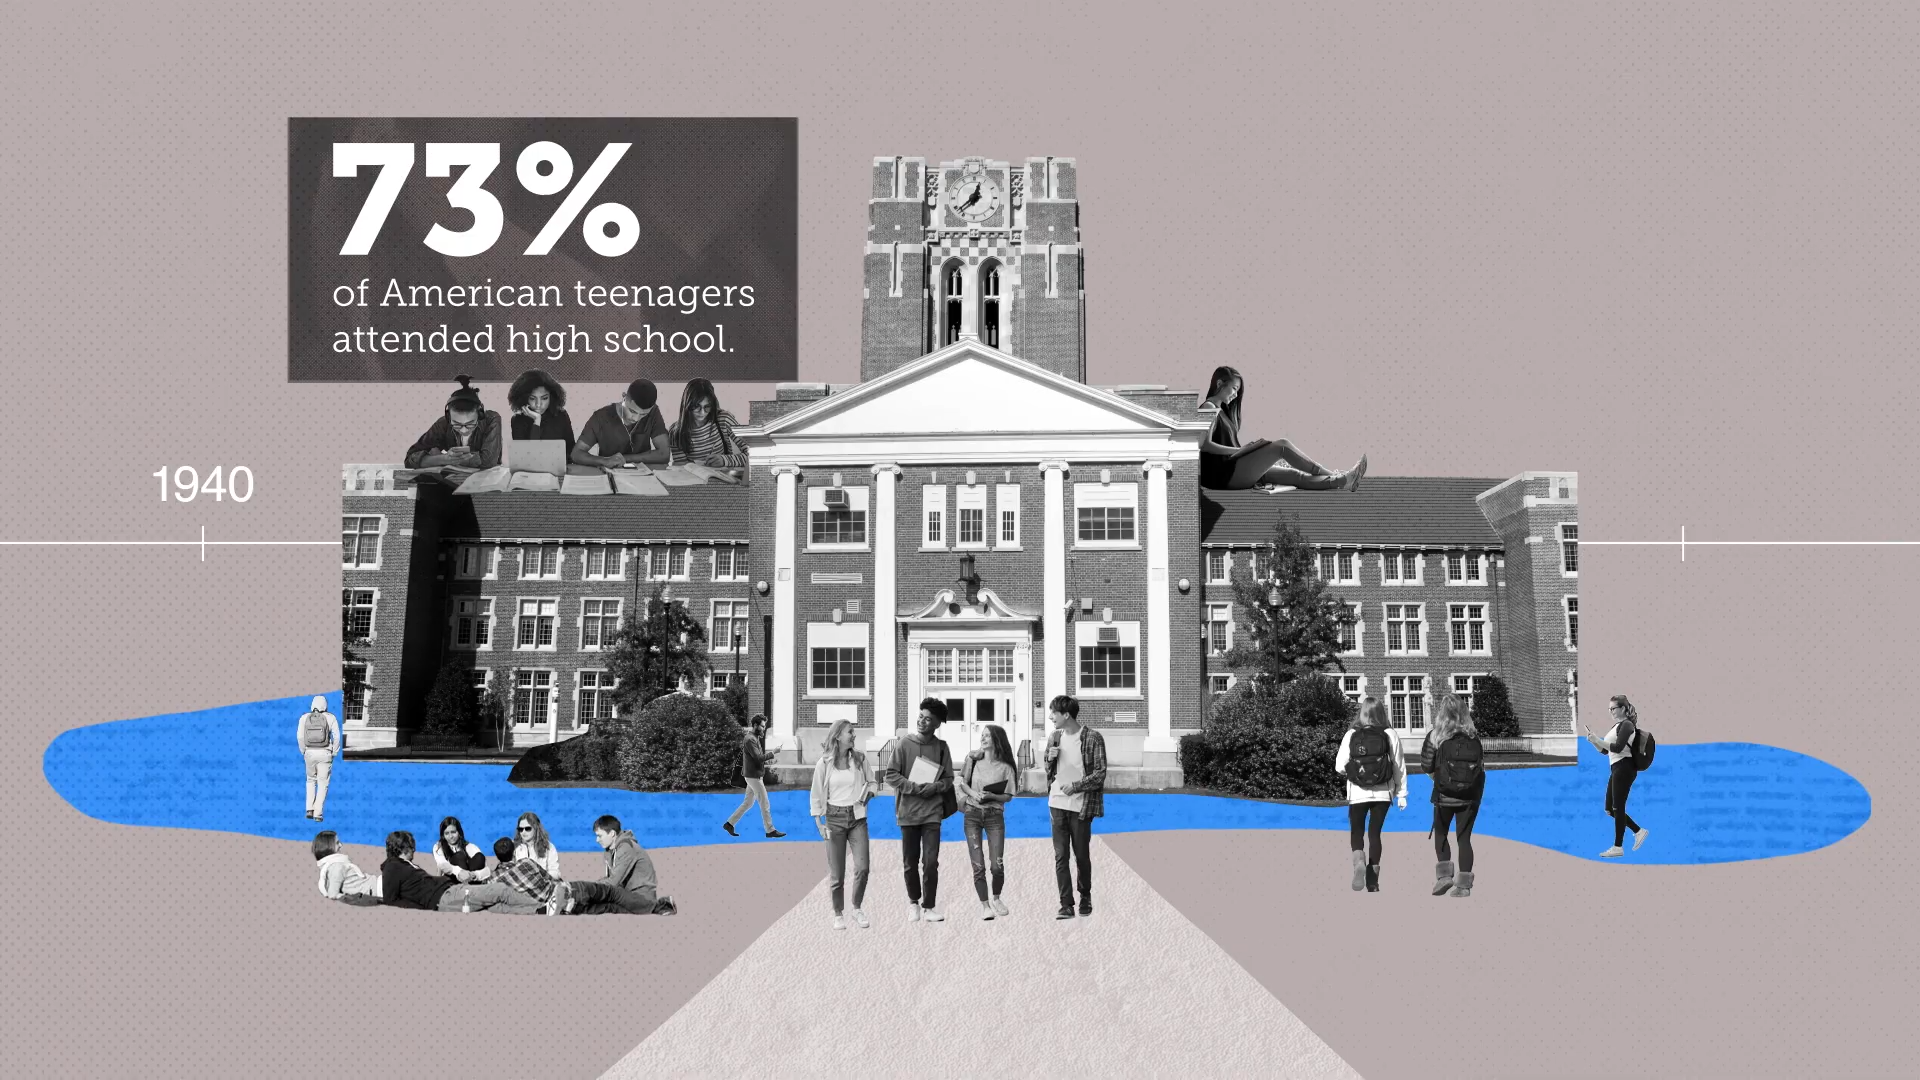 73%
of American teenagers
attended high school.
1940